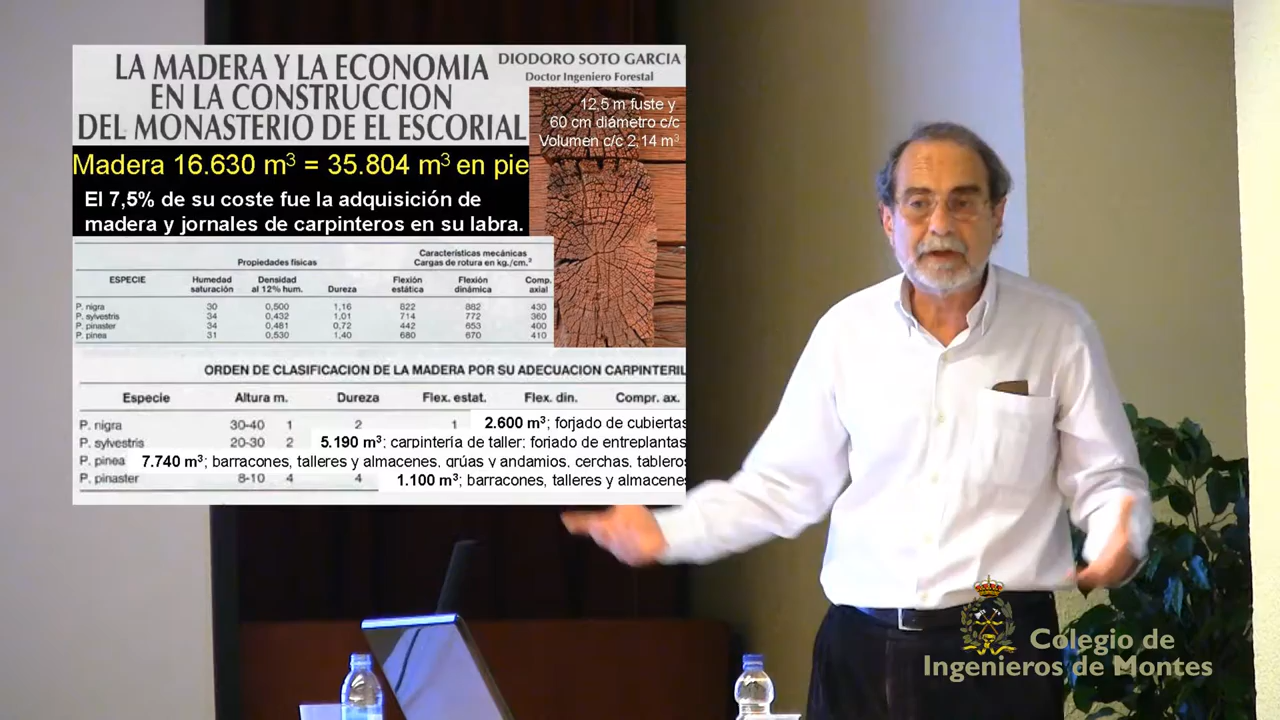 LA MADERA Y LA ECONOMIA
EN LA CONSTRUCCION
DEL MONASTERIO DE EL ESCORIAL
DIODORO SOTO GARCIA
Doctor Ingeniero Forestal
12,5 m fuste y
60 cm diámetro c/c
Volumen c/c 2,14 m³
Madera 16.630 m³ = 35.804 m³ en pie
El 7,5% de su coste fue la adquisición de
madera y jornales de carpinteros en su labra.
Propiedades físicas
Características mecánicas
Cargas de rotura en kg./cm.²
ESPECIE Humedad saturación Densidad al 12% hum. Dureza Flexión estática Flexión dinámica Comp. axial
P. nigra 30 0,500 1,16 822 882 430
P. sylvestris 34 0,432 1,01 714 772 360
P. pinaster 34 0,481 0,72 442 653 400
P. pinea 31 0,530 1,40 680 670 410
ORDEN DE CLASIFICACION DE LA MADERA POR SU ADECUACION CARPINTERIL
Especie Altura m. Dureza Flex. estat. Flex. din. Compr. ax.
P. nigra 30-40 1 2 1 2.600 m³; forjado de cubiertas
P. sylvestris 20-30 2 5.190 m³; carpintería de taller; forjado de entreplantas
P. pinea 7.740 m³; barracones, talleres y almacenes, grúas y andamios, cerchas, tableros
P. pinaster 8-10 4 4 1.100 m³; barracones, talleres y almacenes
Colegio de
Ingenieros de Montes